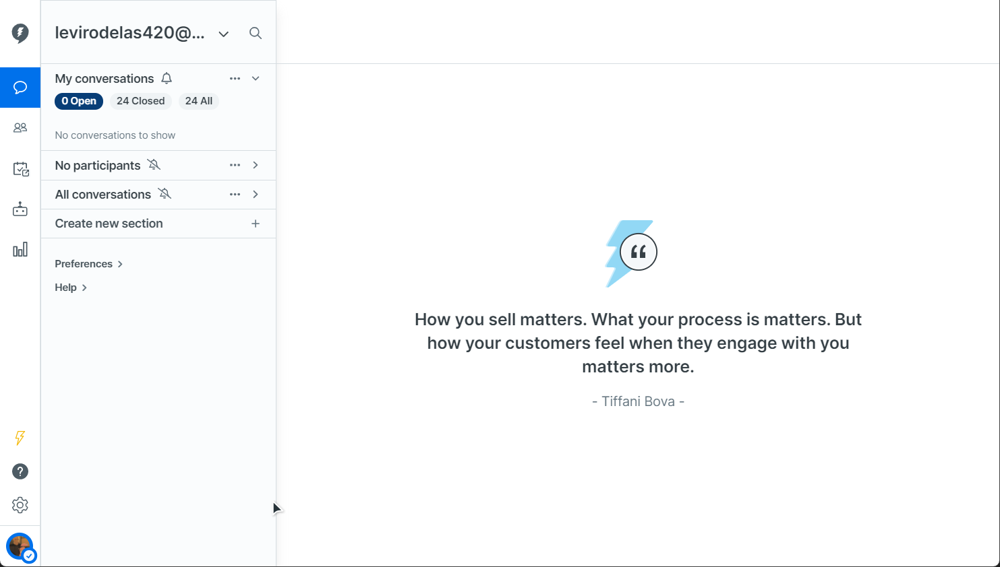 levirodelas420@...
My conversations
0 Open 24 Closed 24 All
No conversations to show
No participants
All conversations
Create new section
Preferences
Help
How you sell matters. What your process is matters. But
how your customers feel when they engage with you
matters more.
- Tiffani Bova -